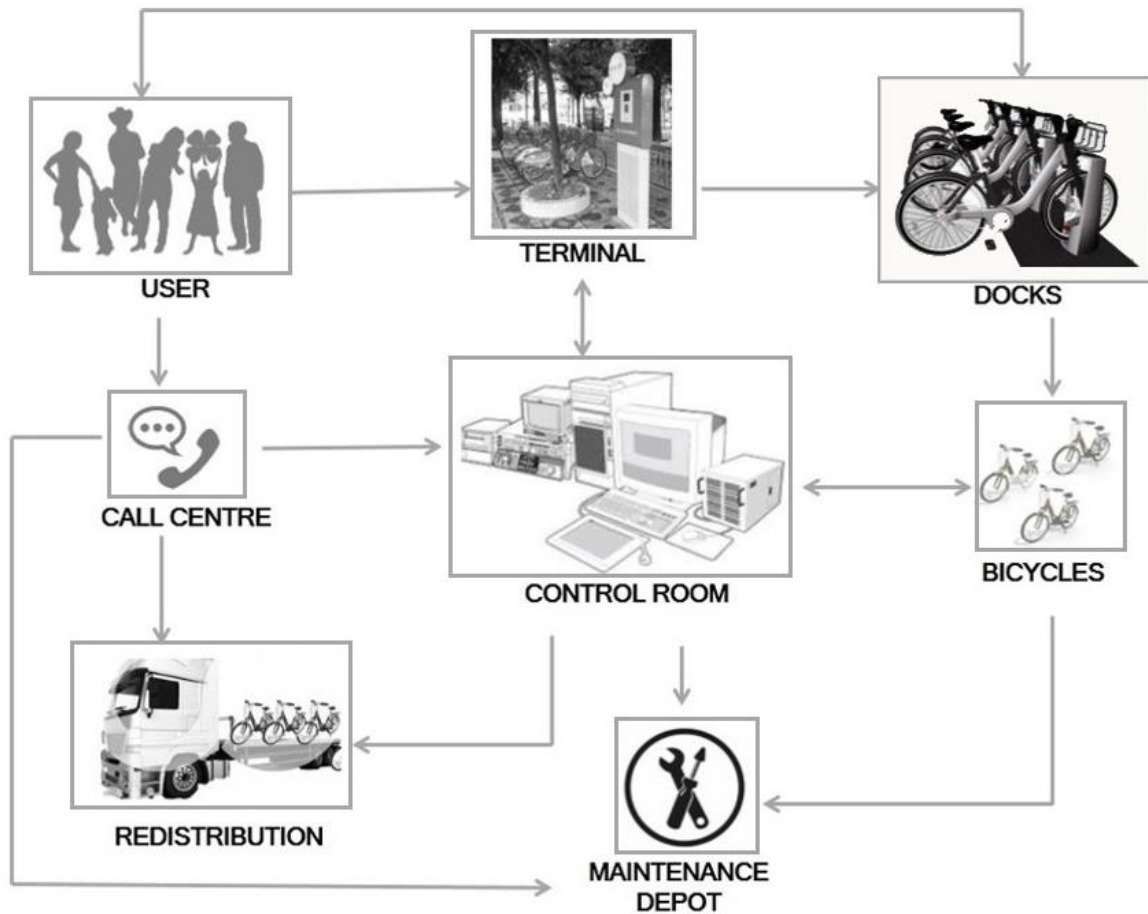 USER
TERMINAL
DOCKS
CALL CENTRE
CONTROL ROOM
BICYCLES
REDISTRIBUTION
MAINTENANCE
DEPOT